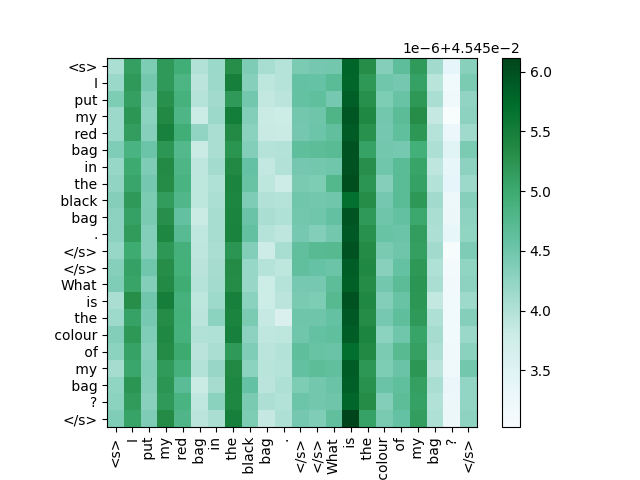 1e-6+4.545e-2
<s>
I
put
my
red
bag
in
the
black
bag
.
</s>
</s>
What
is
the
colour
of
my
bag
?
</s>
6.0
5.5
5.0
4.5
4.0
3.5
<s>
I
put
my
red
bag
in
the
black
bag
.
</s>
</s>
What
is
the
colour
of
my
bag
?
</s>